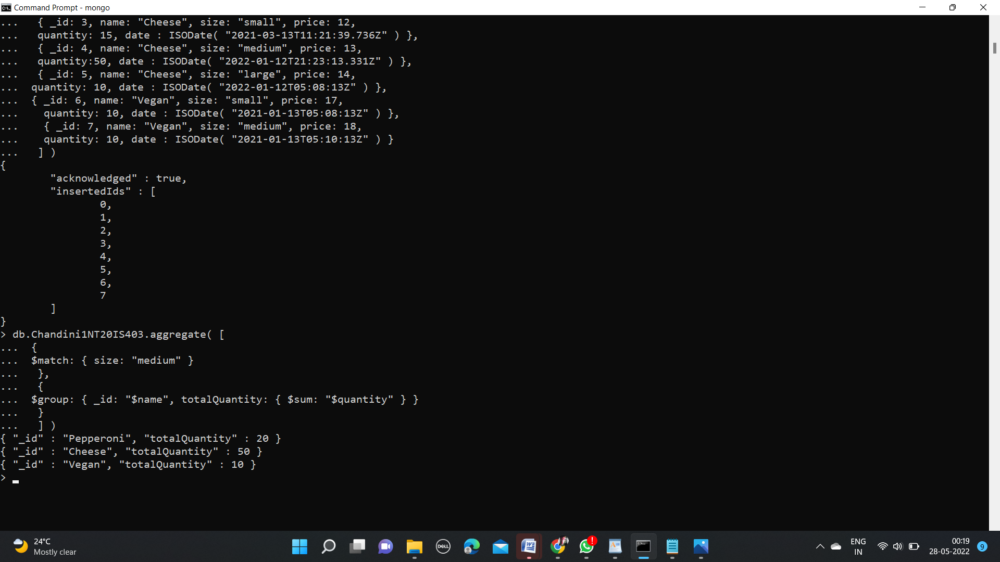 Command Prompt - mongo
...   { _id: 3, name: "Cheese", size: "small", price: 12,
...   quantity: 15, date : ISODate( "2021-03-13T11:21:39.736Z" ) },
...   { _id: 4, name: "Cheese", size: "medium", price: 13,
...   quantity:50, date : ISODate( "2022-01-12T21:23:13.331Z" ) },
...   { _id: 5, name: "Cheese", size: "large", price: 14,
...  quantity: 10, date : ISODate( "2022-01-12T05:08:13Z" ) },
...  { _id: 6, name: "Vegan", size: "small", price: 17,
...    quantity: 10, date : ISODate( "2021-01-13T05:08:13Z" ) },
...    { _id: 7, name: "Vegan", size: "medium", price: 18,
...    quantity: 10, date : ISODate( "2021-01-13T05:10:13Z" ) }
...   ] )
{
        "acknowledged" : true,
        "insertedIds" : [
                0,
                1,
                2,
                3,
                4,
                5,
                6,
                7
        ]
}
> db.Chandini1NT20IS403.aggregate( [
...  {
...  $match: { size: "medium" }
...   },
...   {
...  $group: { _id: "$name", totalQuantity: { $sum: "$quantity" } }
...   }
...   ] )
{ "_id" : "Pepperoni", "totalQuantity" : 20 }
{ "_id" : "Cheese", "totalQuantity" : 50 }
{ "_id" : "Vegan", "totalQuantity" : 10 }
>
24°C
Mostly clear
DELL
ENG
IN
00:19
28-05-2022
9